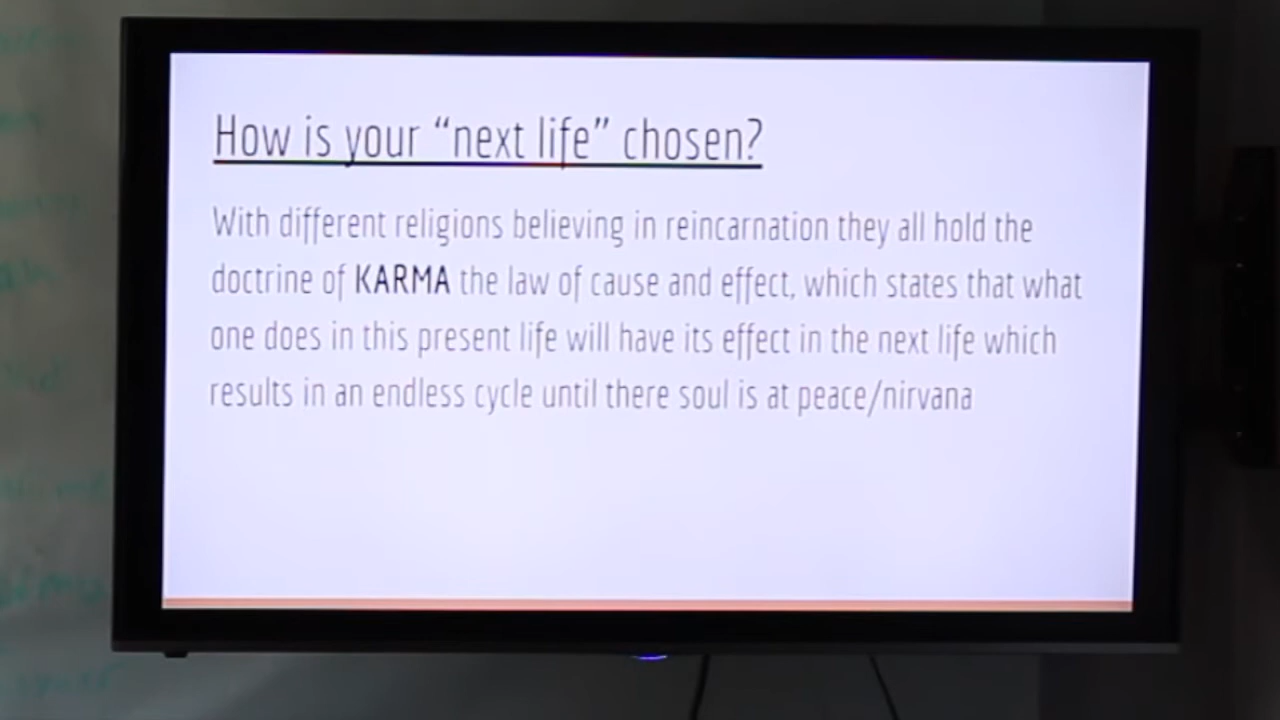 How is your “next life” chosen?
With different religions believing in reincarnation they all hold the
doctrine of KARMA the law of cause and effect, which states that what
one does in this present life will have its effect in the next life which
results in an endless cycle until there soul is at peace/nirvana